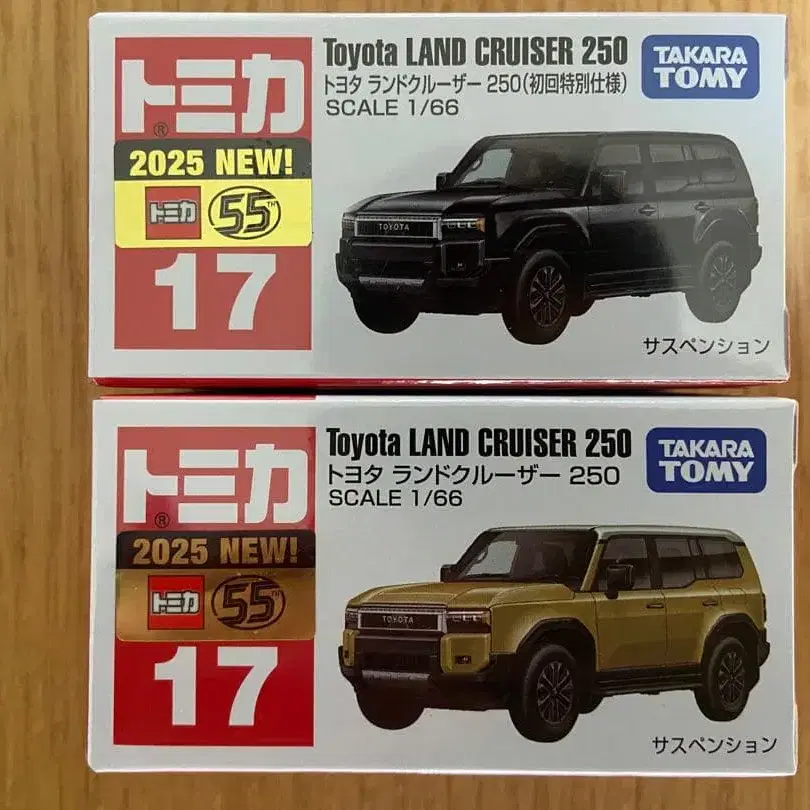 トミカ®
2025 NEW!
トミカ 55TH
17
Toyota LAND CRUISER 250
トヨタ ランドクルーザー 250(初回特別仕様)
SCALE 1/66
TAKARA
TOMY
TOYOTA
サスペンション
トミカ®
2025 NEW!
トミカ 55TH
17
Toyota LAND CRUISER 250
トヨタ ランドクルーザー 250
SCALE 1/66
TAKARA
TOMY
TOYOTA
サスペンション